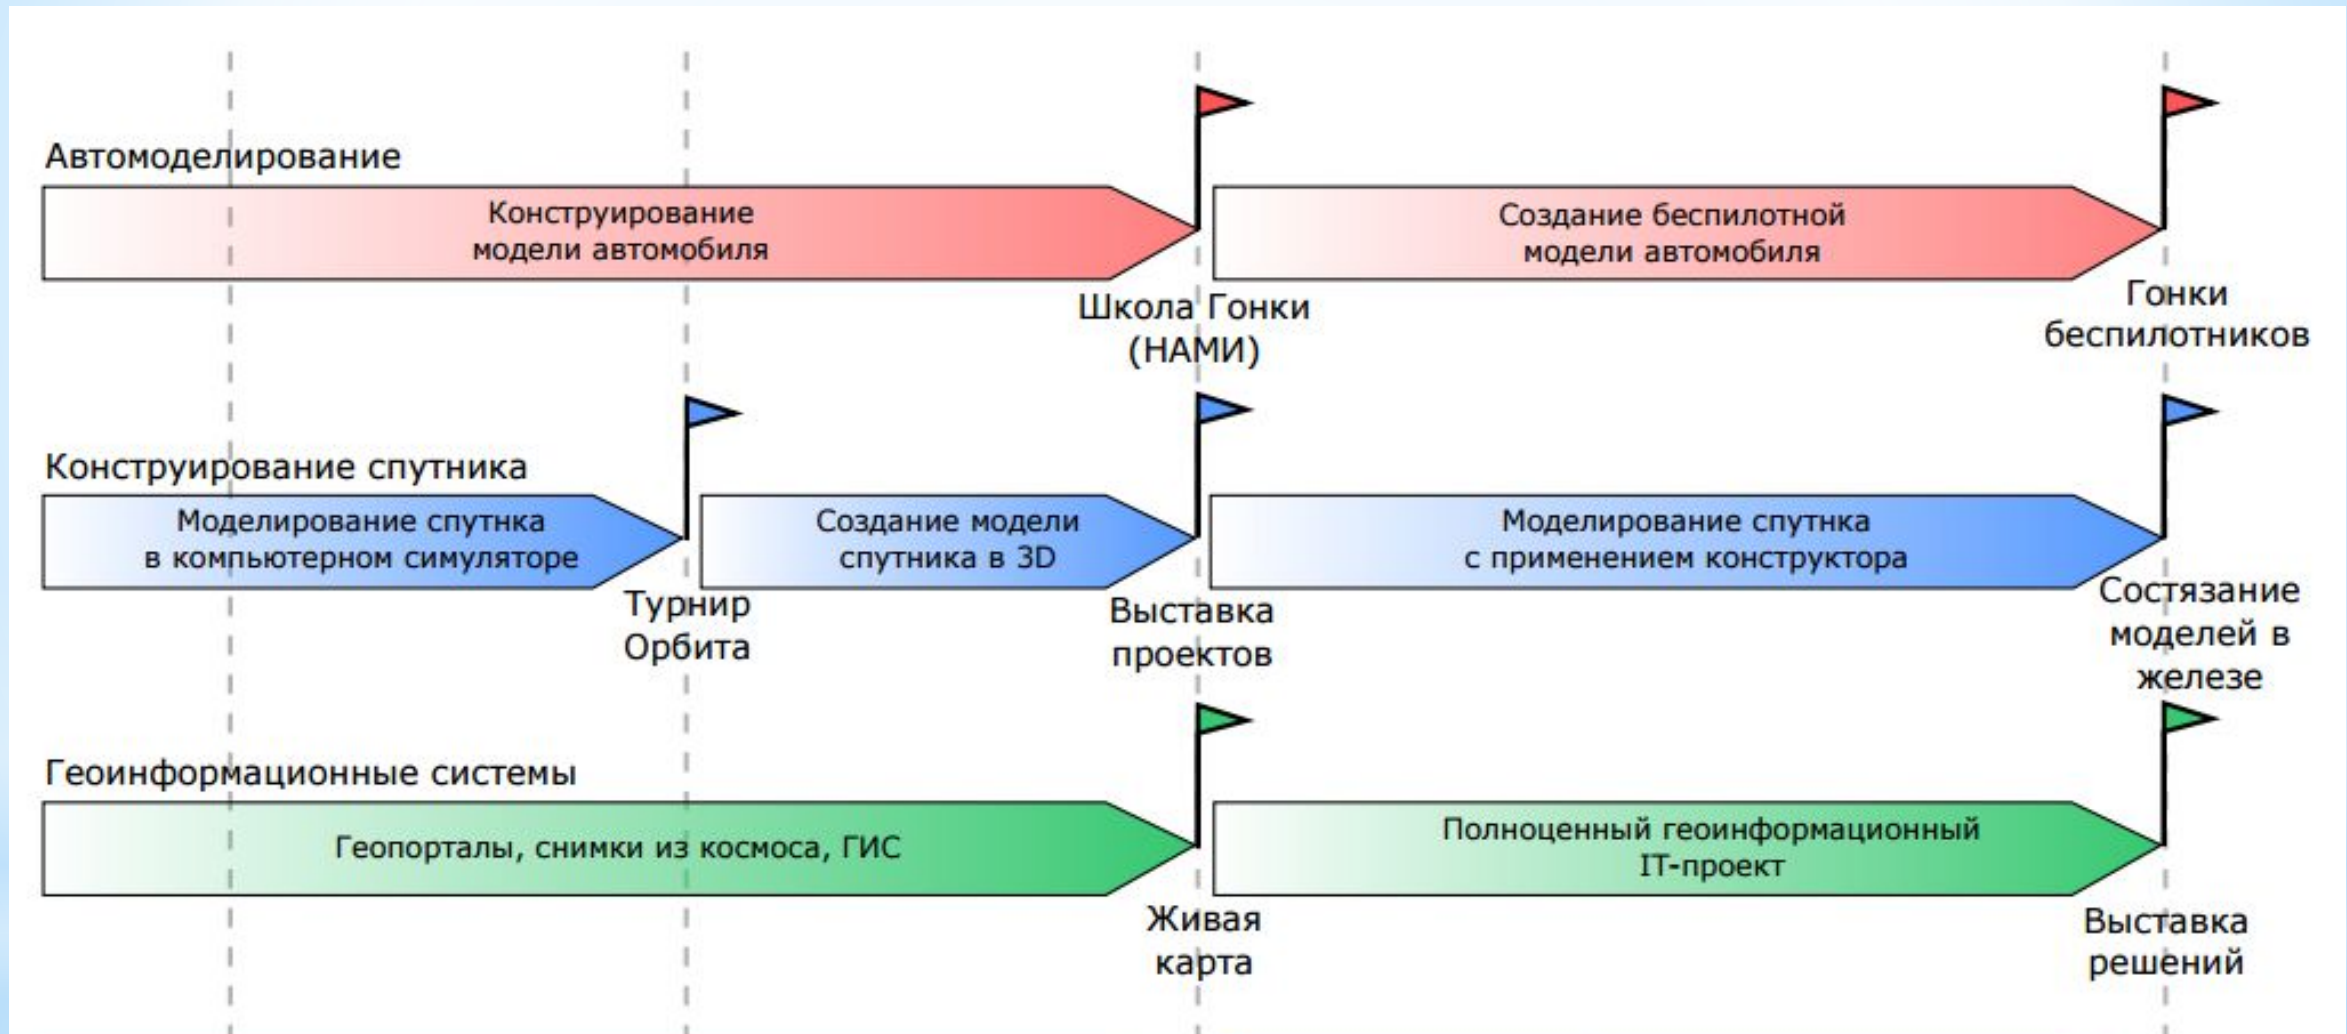 Автомоделирование
Конструирование
модели автомобиля
Создание беспилотной
модели автомобиля
Школа Гонки
(НАМИ)
Гонки
беспилотников
Конструирование спутника
Моделирование спутнка
в компьютерном симуляторе
Создание модели
спутника в 3D
Моделирование спутнка
с применением конструктора
Турнир
Орбита
Выставка
проектов
Состязание
моделей в
железе
Геоинформационные системы
Геопорталы, снимки из космоса, ГИС
Полноценный геоинформационный
IT-проект
Живая
карта
Выставка
решений